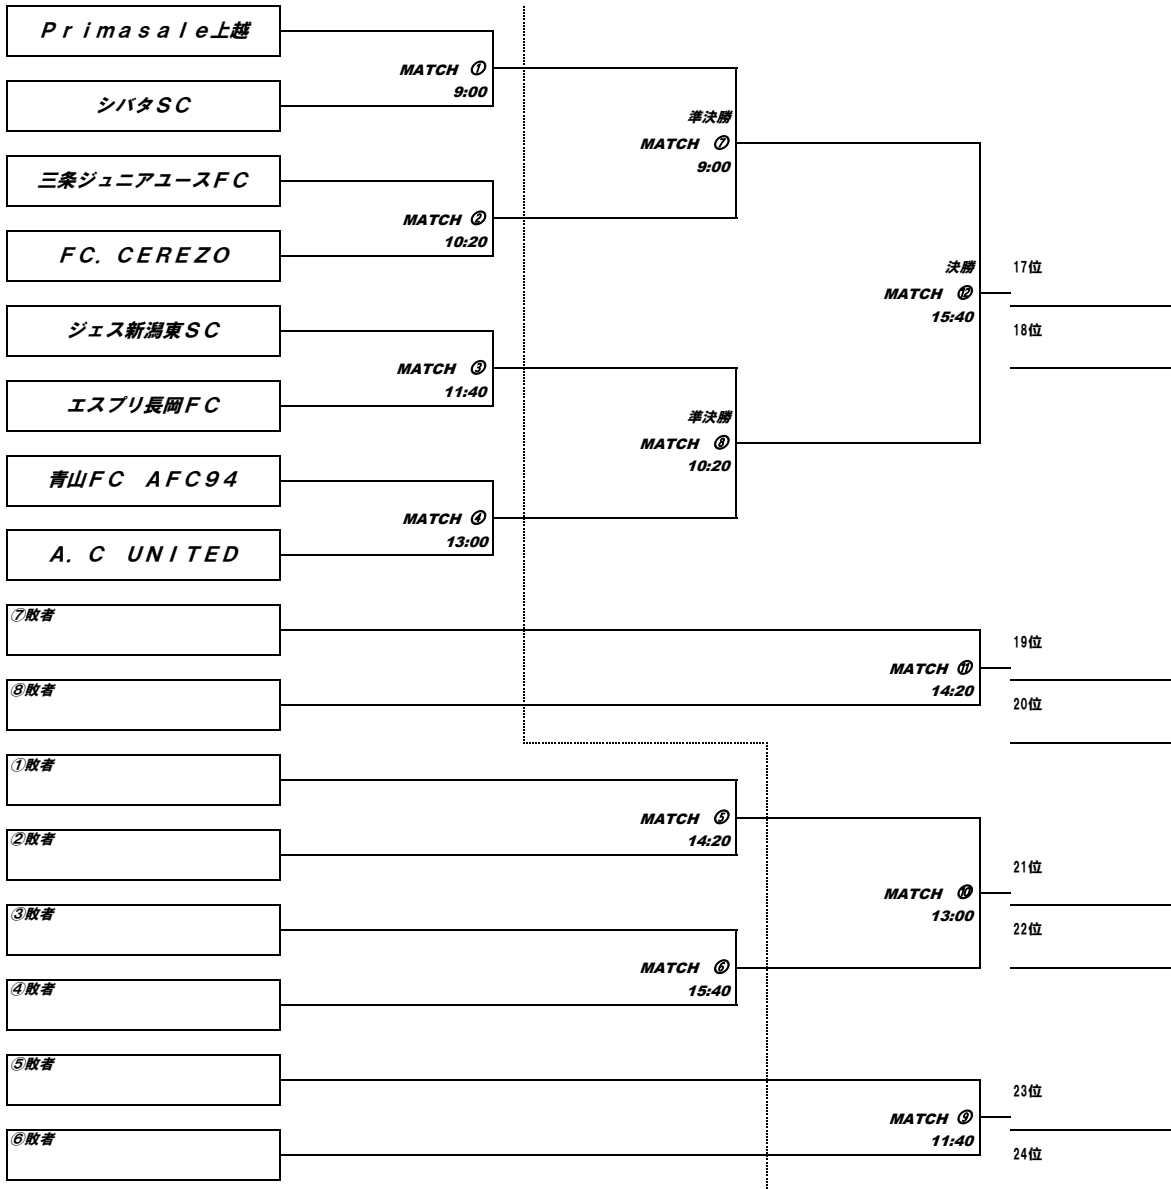 Ｐｒｉｍａｓａｌｅ上越
MATCH ①
9:00
シバタＳＣ
準決勝
MATCH ⑦
9:00
三条ジュニアユースＦＣ
MATCH ②
10:20
ＦＣ．ＣＥＲＥＺＯ
決勝
17位
MATCH ⑫
15:40
18位
ジェス新潟東ＳＣ
MATCH ③
11:40
エスプリ長岡ＦＣ
準決勝
MATCH ⑧
10:20
青山ＦＣ　ＡＦＣ９４
MATCH ④
13:00
Ａ．Ｃ　ＵＮＩＴＥＤ
⑦敗者
19位
MATCH ⑪
14:20
⑧敗者
20位
①敗者
MATCH ⑤
14:20
②敗者
21位
MATCH ⑩
13:00
③敗者
22位
MATCH ⑥
15:40
④敗者
⑤敗者
23位
MATCH ⑨
11:40
⑥敗者
24位